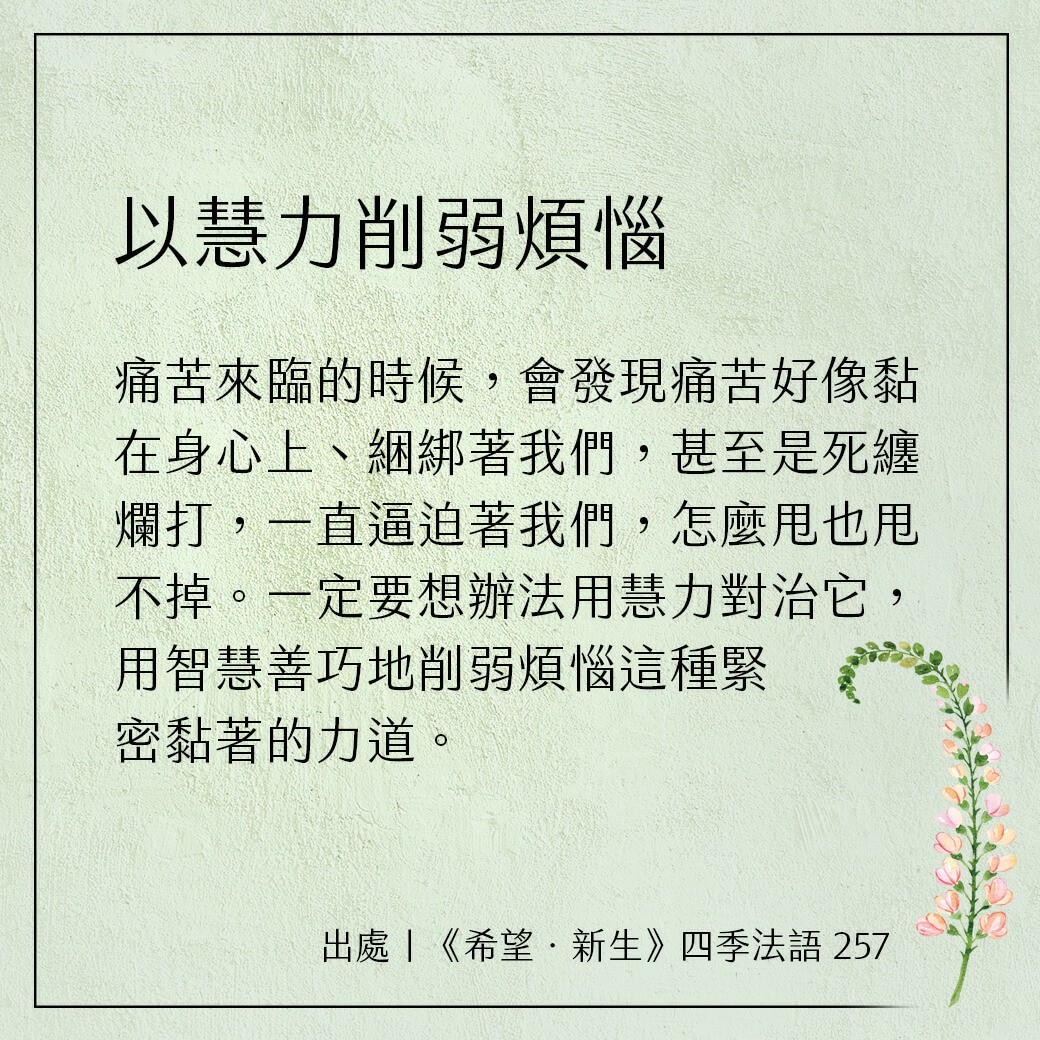 以慧力削弱煩惱
痛苦來臨的時候，會發現痛苦好像黏
在身心上、綑綁著我們，甚至是死纏
爛打，一直逼迫著我們，怎麼甩也甩
不掉。一定要想辦法用慧力對治它，
用智慧善巧地削弱煩惱這種緊
密黏著的力道。
出處｜《希望．新生》四季法語 257